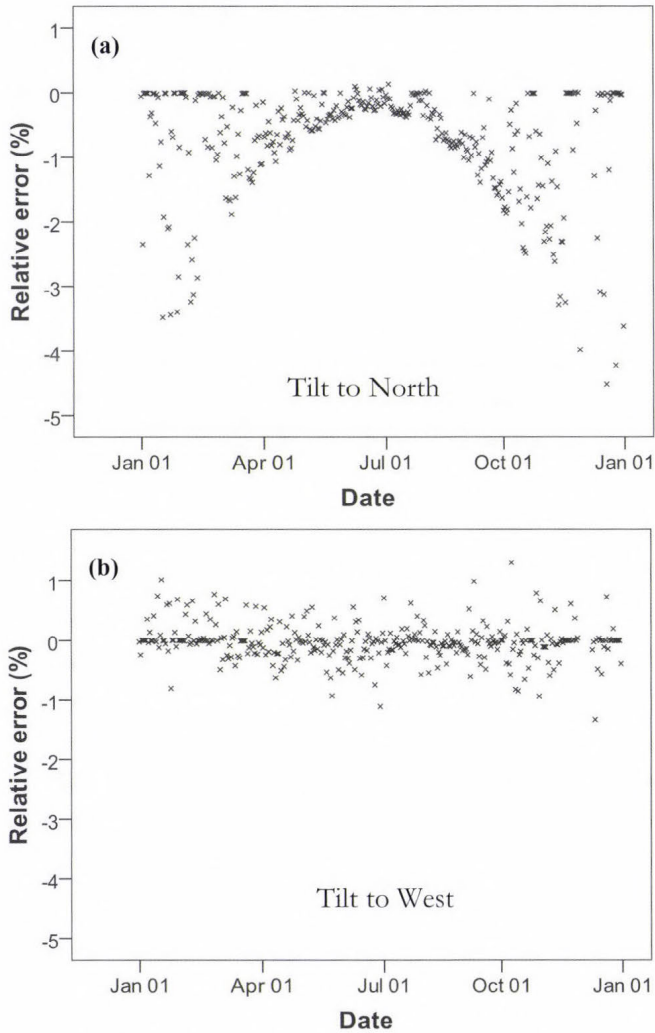 (a)
1
0
-1
-2
-3
-4
-5
Relative error (%)
Tilt to North
Jan 01 Apr 01 Jul 01 Oct 01 Jan 01
Date
(b)
1
0
-1
-2
-3
-4
-5
Relative error (%)
Tilt to West
Jan 01 Apr 01 Jul 01 Oct 01 Jan 01
Date